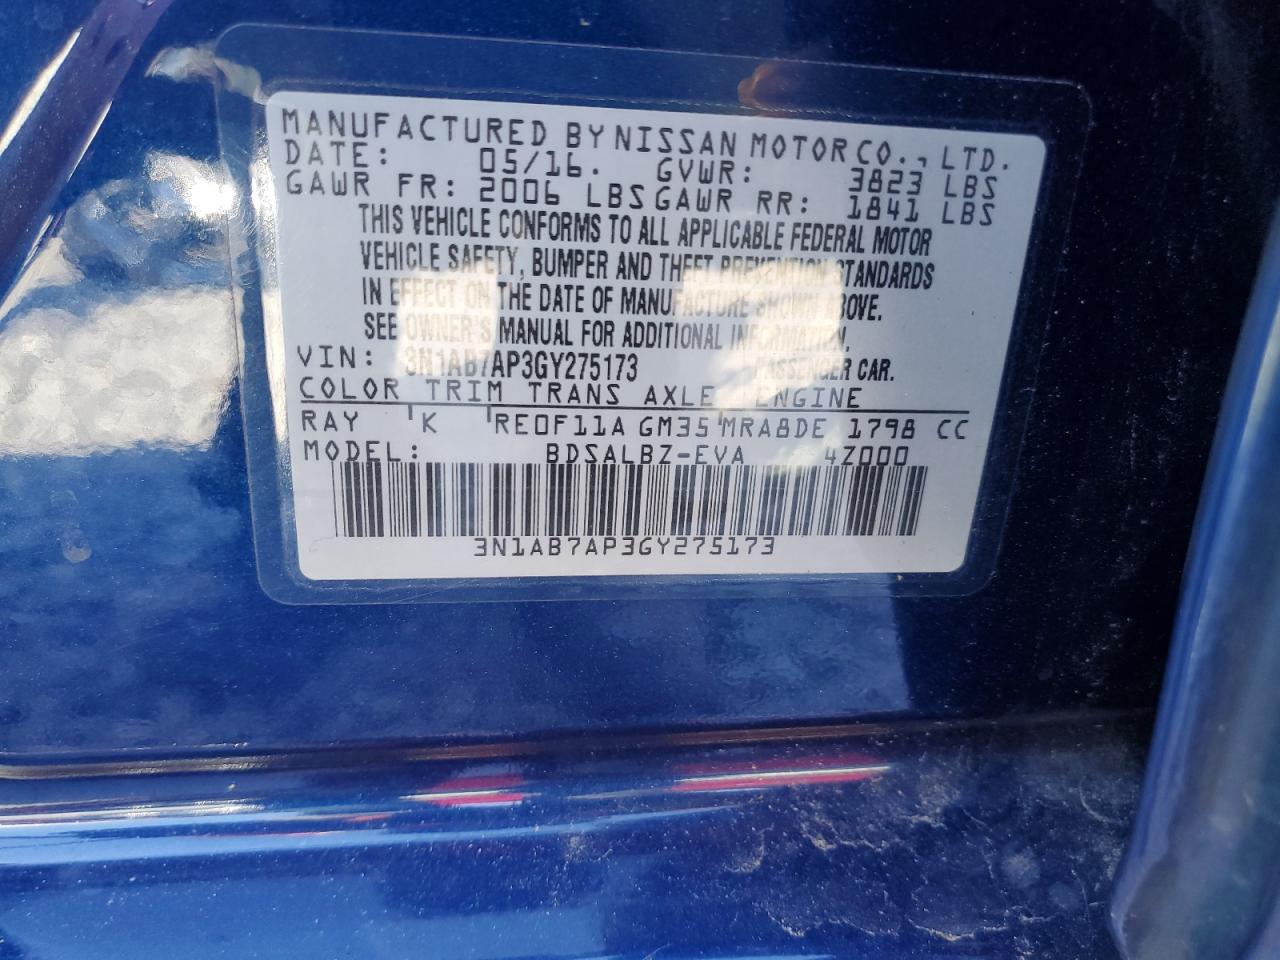 MANUFACTURED BY NISSAN MOTOR CO., LTD.
DATE: 05/16. GVWR: 3823 LBS
GAWR FR: 2006 LBS GAWR RR: 1841 LBS
THIS VEHICLE CONFORMS TO ALL APPLICABLE FEDERAL MOTOR
VEHICLE SAFETY, BUMPER AND THEFT PREVENTION STANDARDS
IN EFFECT ON THE DATE OF MANUFACTURE SHOWN ABOVE.
SEE OWNER'S MANUAL FOR ADDITIONAL INFORMATION.
VIN: 3N1AB7AP3GY275173 PASSENGER CAR.
COLOR TRIM TRANS AXLE ENGINE
RAY K RE0F11A GM35 MRA8DE 1798 CC
MODEL: BDSALBZ-EVA 4Z000
3N1AB7AP3GY275173